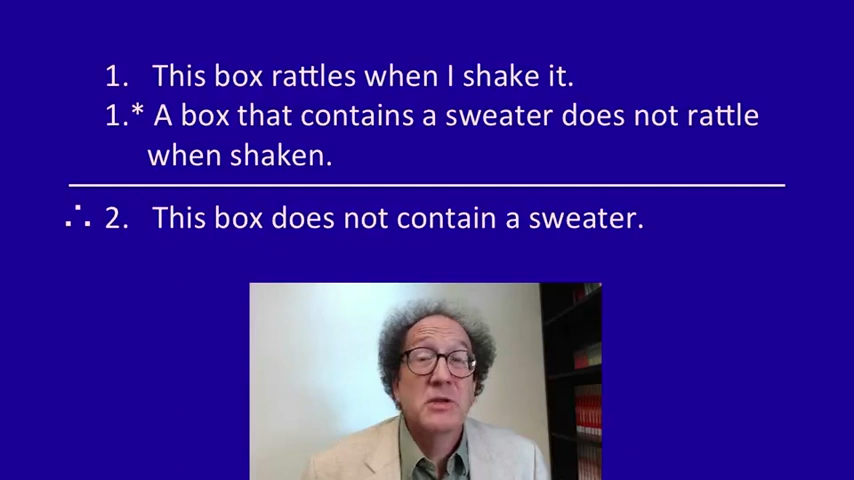 1. This box rattles when I shake it.
1.* A box that contains a sweater does not rattle
when shaken.
∴ 2. This box does not contain a sweater.